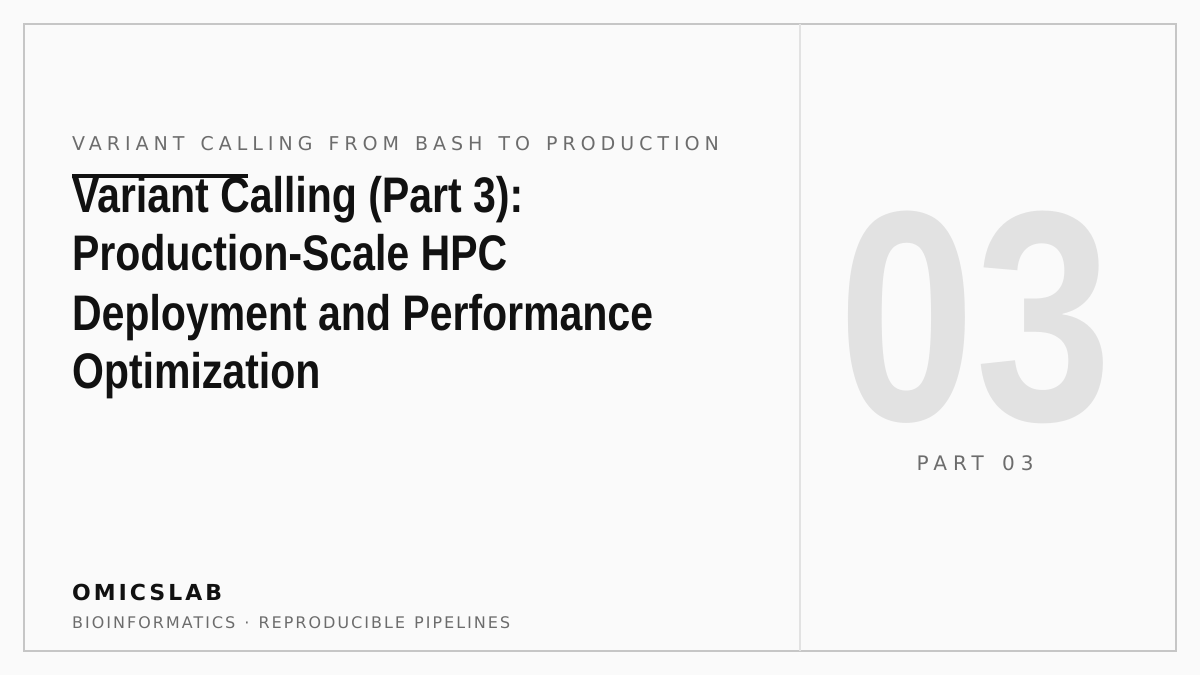 VARIANT CALLING FROM BASH TO PRODUCTION
Variant Calling (Part 3):
Production-Scale HPC
Deployment and Performance
Optimization
03
PART 03
OMICSLAB
BIOINFORMATICS · REPRODUCIBLE PIPELINES